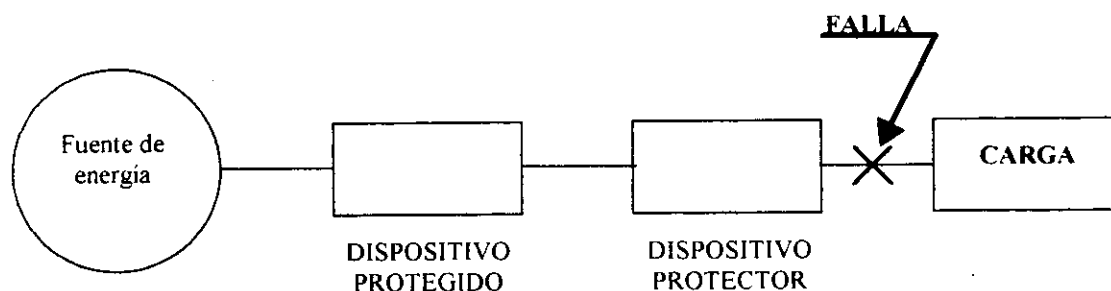 FALLA
Fuente de
energía
CARGA
DISPOSITIVO
PROTEGIDO
DISPOSITIVO
PROTECTOR